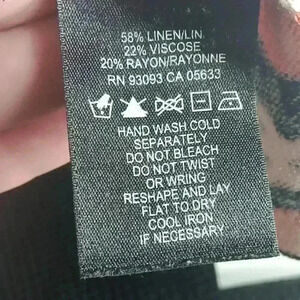 58% LINEN/LIN
22% VISCOSE
20% RAYON/RAYONNE
RN 93093 CA 05633
HAND WASH COLD
SEPARATELY
DO NOT BLEACH
DO NOT TWIST
OR WRING
RESHAPE AND LAY
FLAT TO DRY
COOL IRON
IF NECESSARY